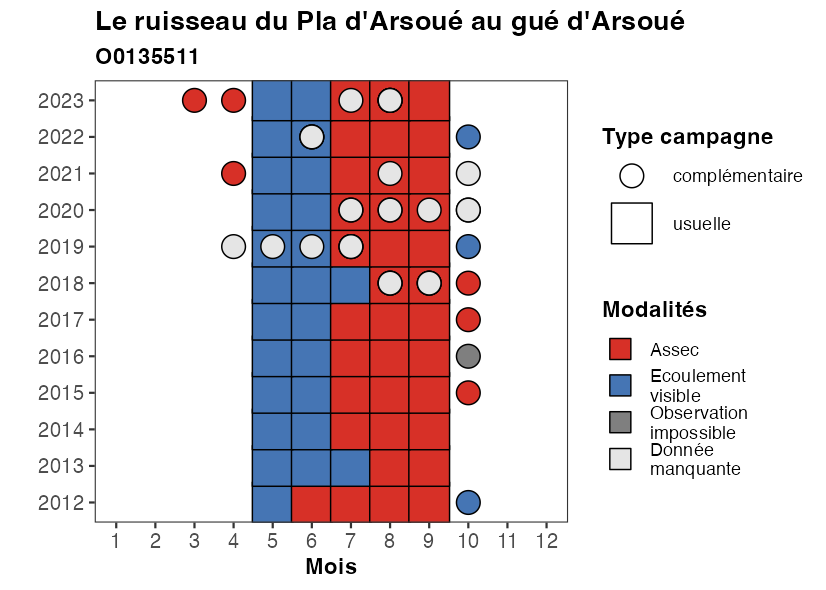 Le ruisseau du Pla d'Arsoué au gué d'Arsoué
O0135511
2023
2022
2021
2020
2019
2018
2017
2016
2015
2014
2013
2012
1 2 3 4 5 6 7 8 9 10 11 12
Mois
Type campagne
complémentaire
usuelle
Modalités
Assec
Ecoulement
visible
Observation
impossible
Donnée
manquante